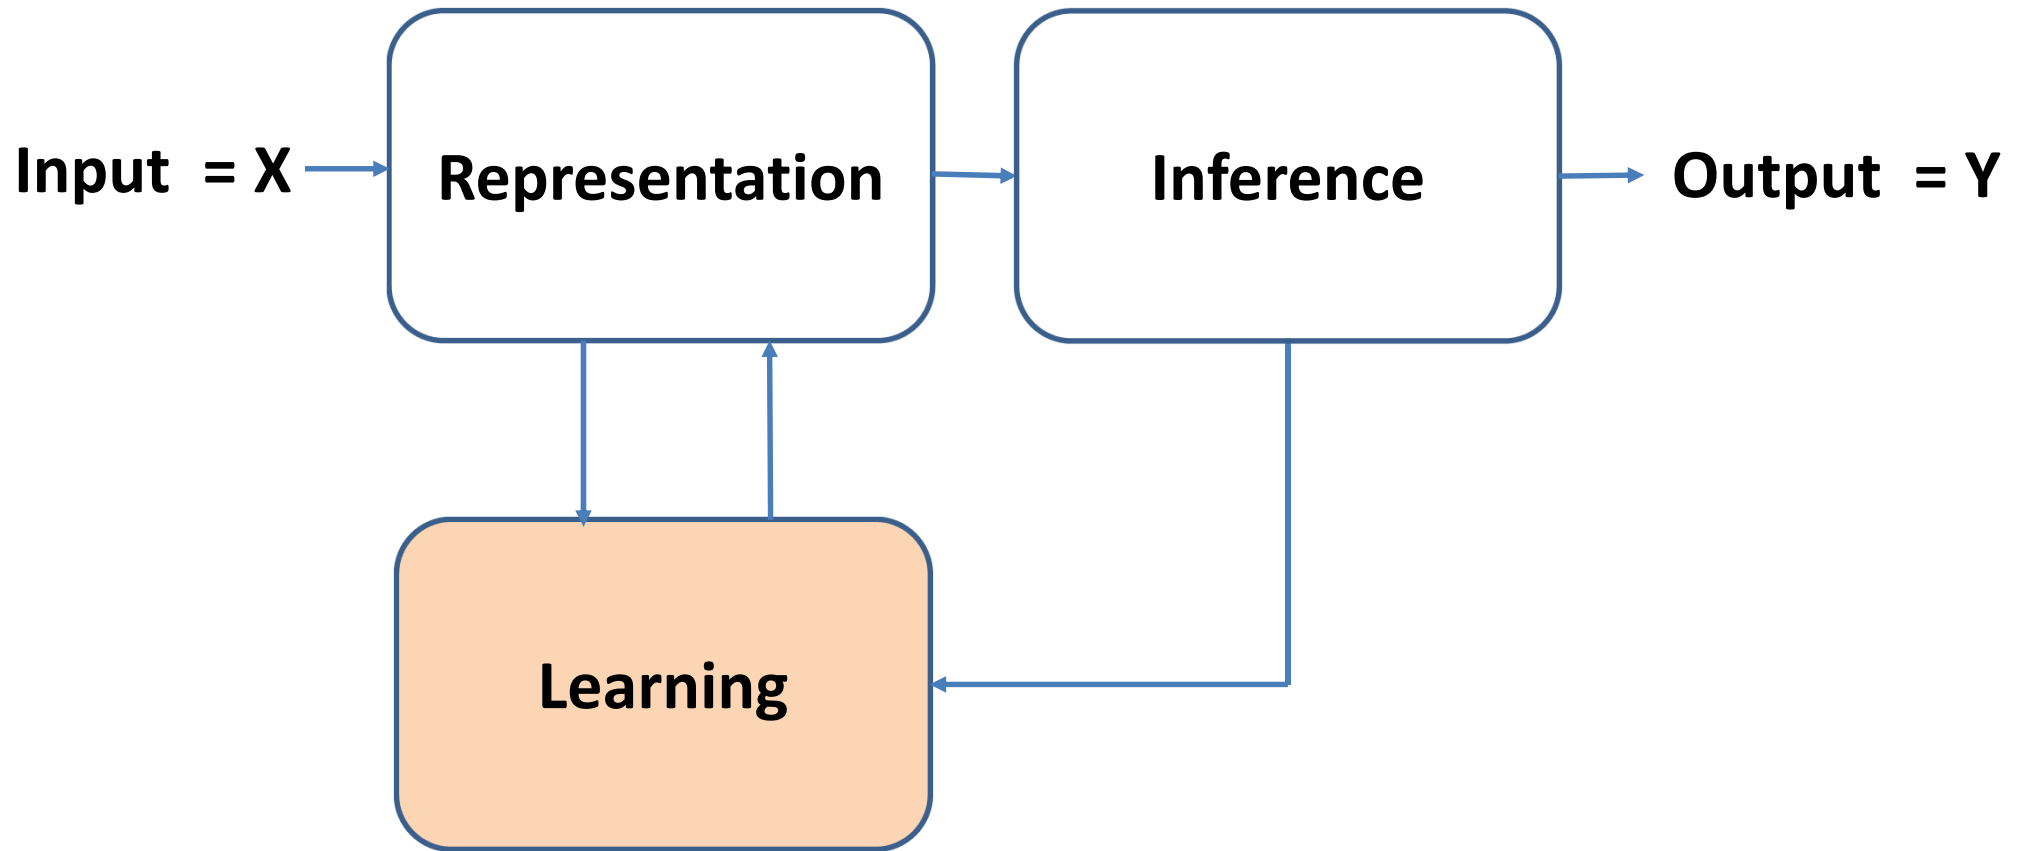 Input = X
Representation
Inference
Output = Y
Learning